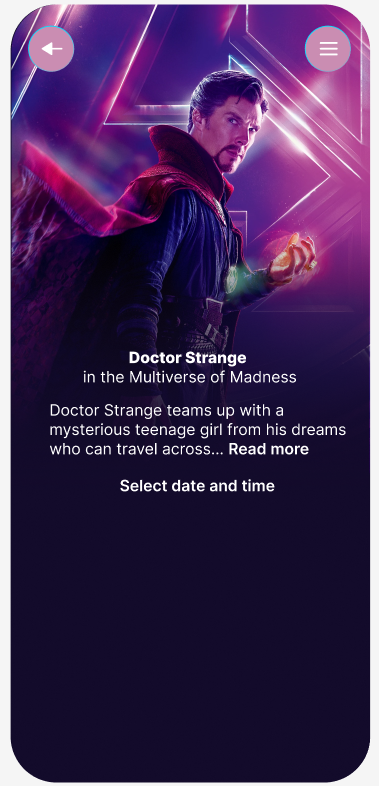 Doctor Strange
in the Multiverse of Madness
Doctor Strange teams up with a
mysterious teenage girl from his dreams
who can travel across... Read more
Select date and time